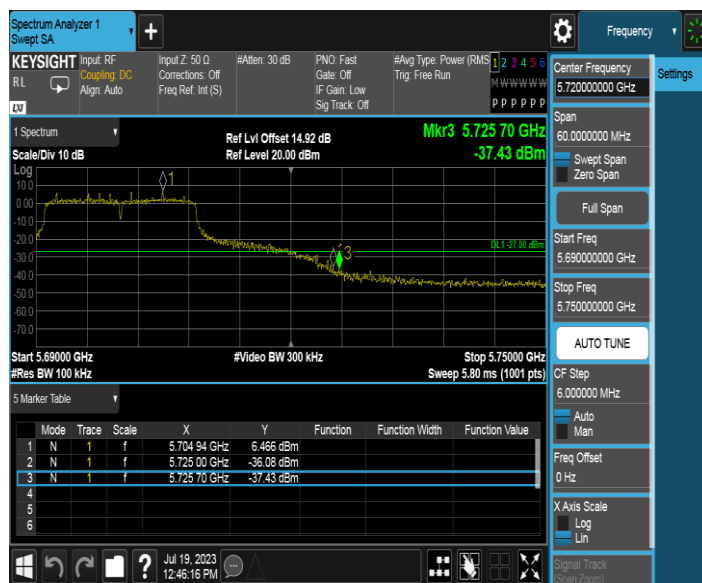 Spectrum Analyzer 1
Swept SA
+
Frequency
KEYSIGHT
RL
LXI
Input: RF
Coupling: DC
Align: Auto
Input Z: 50 Ω
Corrections: Off
Freq Ref: Int (S)
#Atten: 30 dB
PNO: Fast
Gate: Off
IF Gain: Low
Sig Track: Off
#Avg Type: Power (RMS
Trig: Free Run
1 2 3 4 5 6
M W W W W W
P P P P P P
1 Spectrum
Scale/Div 10 dB
Ref Lvl Offset 14.92 dB
Ref Level 20.00 dBm
Mkr3 5.725 70 GHz
-37.43 dBm
Log
10.0
0.00
-10.0
-20.0
-30.0
-40.0
-50.0
-60.0
-70.0
1
3
DL1 -27.00 dBm
Start 5.69000 GHz
#Res BW 100 kHz
#Video BW 300 kHz
Stop 5.75000 GHz
Sweep 5.80 ms (1001 pts)
5 Marker Table
Mode Trace Scale X Y Function Function Width Function Value
1 N 1 f 5.704 94 GHz 6.466 dBm
2 N 1 f 5.725 00 GHz -36.08 dBm
3 N 1 f 5.725 70 GHz -37.43 dBm
4
5
6
?
Jul 19, 2023
12:46:16 PM
Center Frequency
5.720000000 GHz
Settings
Span
60.0000000 MHz
Swept Span
Zero Span
Full Span
Start Freq
5.690000000 GHz
Stop Freq
5.750000000 GHz
AUTO TUNE
CF Step
6.000000 MHz
Auto
Man
Freq Offset
0 Hz
X Axis Scale
Log
Lin
Signal Track
(Span Zoom)